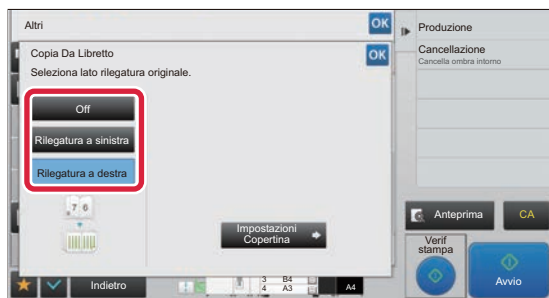 Altri
OK
Copia Da Libretto
OK
Seleziona lato rilegatura originale.
Off
Rilegatura a sinistra
Rilegatura a destra
7 6
Impostazioni
Copertina
Indietro
3 B4
4 A3
A4
Produzione
Cancellazione
Cancella ombra interno
Anteprima
CA
Verif
stampa
Avvio